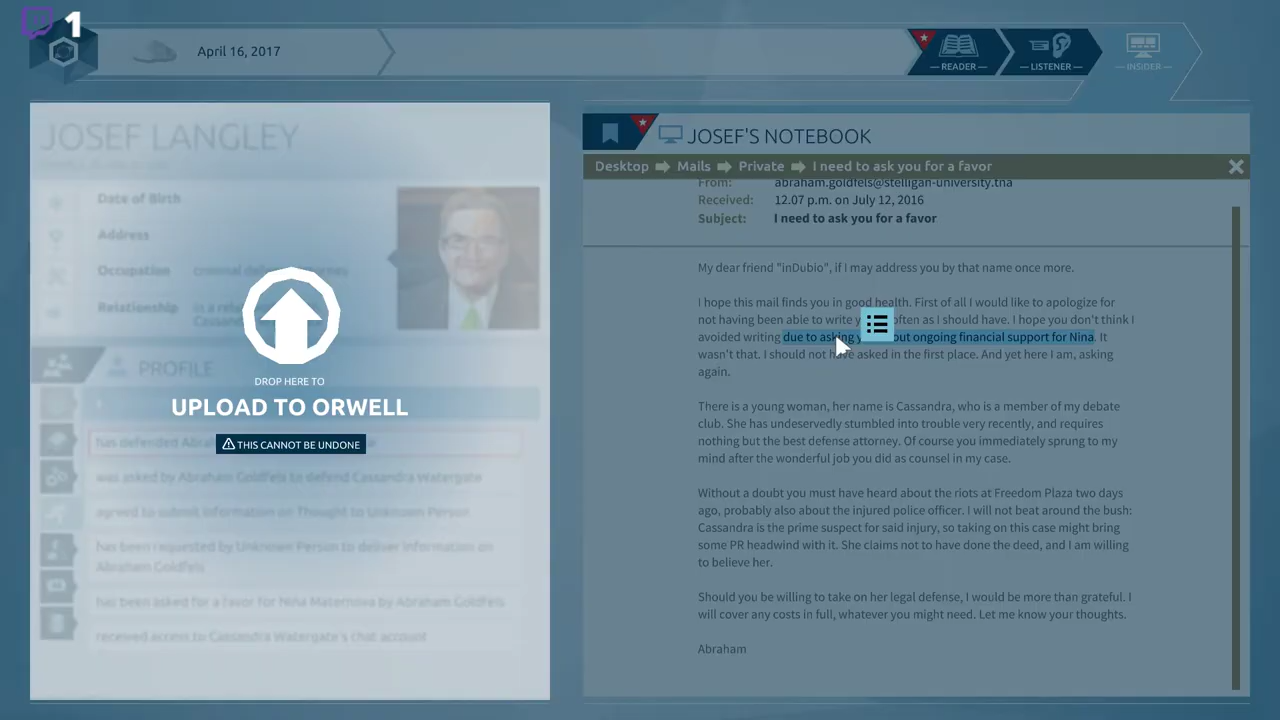 1
April 16, 2017
READER
LISTENER
INSIDER
JOSEF LANGLEY
Date of Birth
Address
Occupation criminal defense attorney
Relationship in a
PROFILE
DROP HERE TO
UPLOAD TO ORWELL
THIS CANNOT BE UNDONE
has defended
was asked by Abraham Goldfels to defend Cassandra Watergate
agreed to submit information on Thought to Unknown Person
has been requested by Unknown Person to deliver information on
Abraham Goldfels
has been asked for a favor for Nina Maternova by Abraham Goldfels
received access to Cassandra Watergate's chat account
JOSEF'S NOTEBOOK
Desktop Mails Private I need to ask you for a favor
From: abraham.goldfels@stelligan-university.tna
Received: 12.07 p.m. on July 12, 2016
Subject: I need to ask you for a favor
My dear friend "inDubio", if I may address you by that name once more.
I hope this mail finds you in good health. First of all I would like to apologize for
not having been able to write often as I should have. I hope you don't think I
avoided writing due to asking ongoing financial support for Nina. It
wasn't that. I should not have asked in the first place. And yet here I am, asking
again.
There is a young woman, her name is Cassandra, who is a member of my debate
club. She has undeservedly stumbled into trouble very recently, and requires
nothing but the best defense attorney. Of course you immediately sprung to my
mind after the wonderful job you did as counsel in my case.
Without a doubt you must have heard about the riots at Freedom Plaza two days
ago, probably also about the injured police officer. I will not beat around the bush:
Cassandra is the prime suspect for said injury, so taking on this case might bring
some PR headwind with it. She claims not to have done the deed, and I am willing
to believe her.
Should you be willing to take on her legal defense, I would be more than grateful. I
will cover any costs in full, whatever you might need. Let me know your thoughts.
Abraham